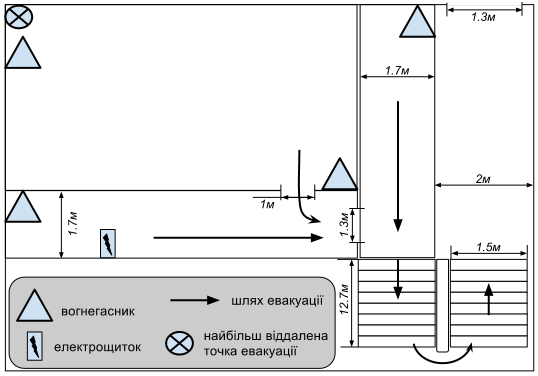 1.3м
1.7м
2м
1м
1.7м
1.3м
1.5м
12.7м
вогнегасник
шлях евакуації
електрощиток
найбільш віддалена
точка евакуації